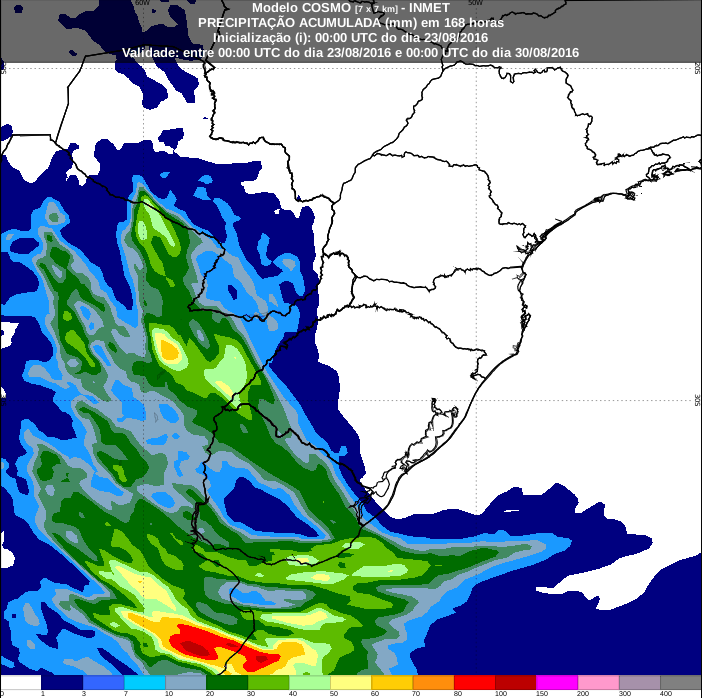 60W
50W
Modelo COSMO [7 x 7 km] - INMET
PRECIPITAÇÃO ACUMULADA (mm) em 168 horas
Inicialização (i): 00:00 UTC do dia 23/08/2016
Validade: entre 00:00 UTC do dia 23/08/2016 e 00:00 UTC do dia 30/08/2016
20S
30S
1 3 7 10 20 30 40 50 60 70 80 100 150 200 300 400